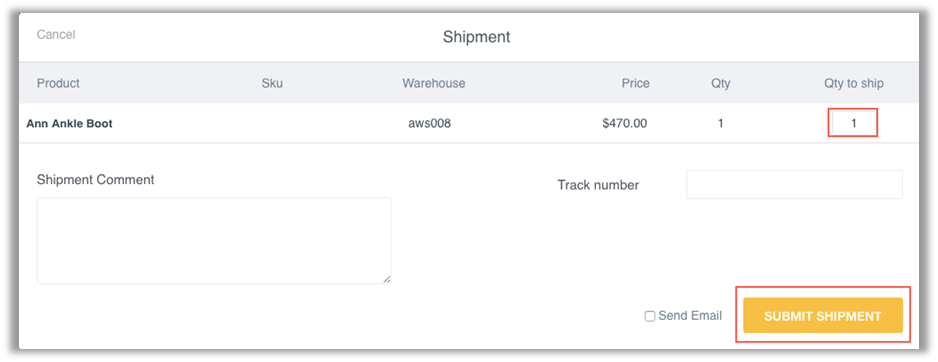 Cancel
Shipment
Product Sku Warehouse Price Qty Qty to ship
Ann Ankle Boot aws008 $470.00 1 1
Shipment Comment
Track number
Send Email SUBMIT SHIPMENT